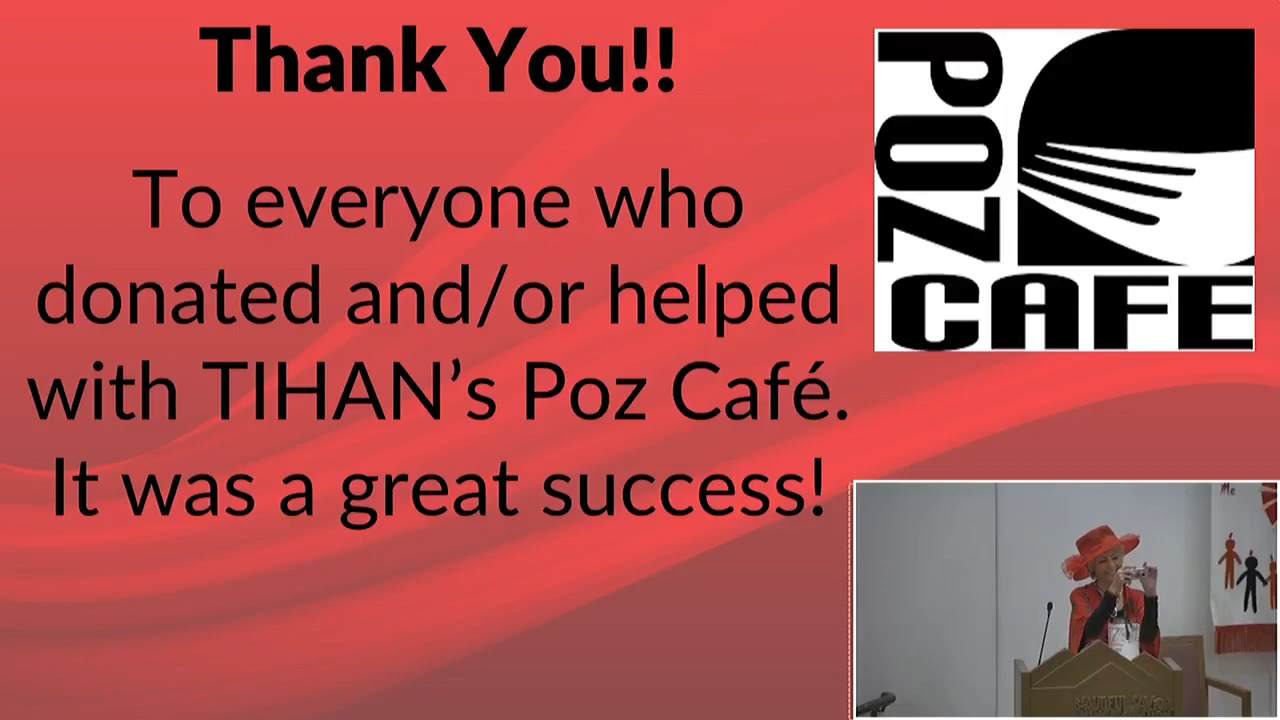 Thank You!!
To everyone who
donated and/or helped
with TIHAN’s Poz Café.
It was a great success!
POZ
CAFE
Me